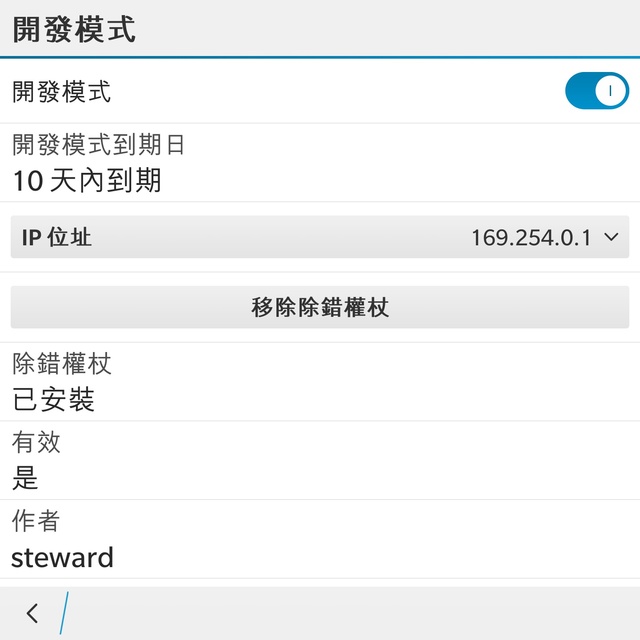 開發模式
開發模式
開發模式到期日
10 天內到期
IP 位址 169.254.0.1
移除除錯權杖
除錯權杖
已安裝
有效
是
作者
steward